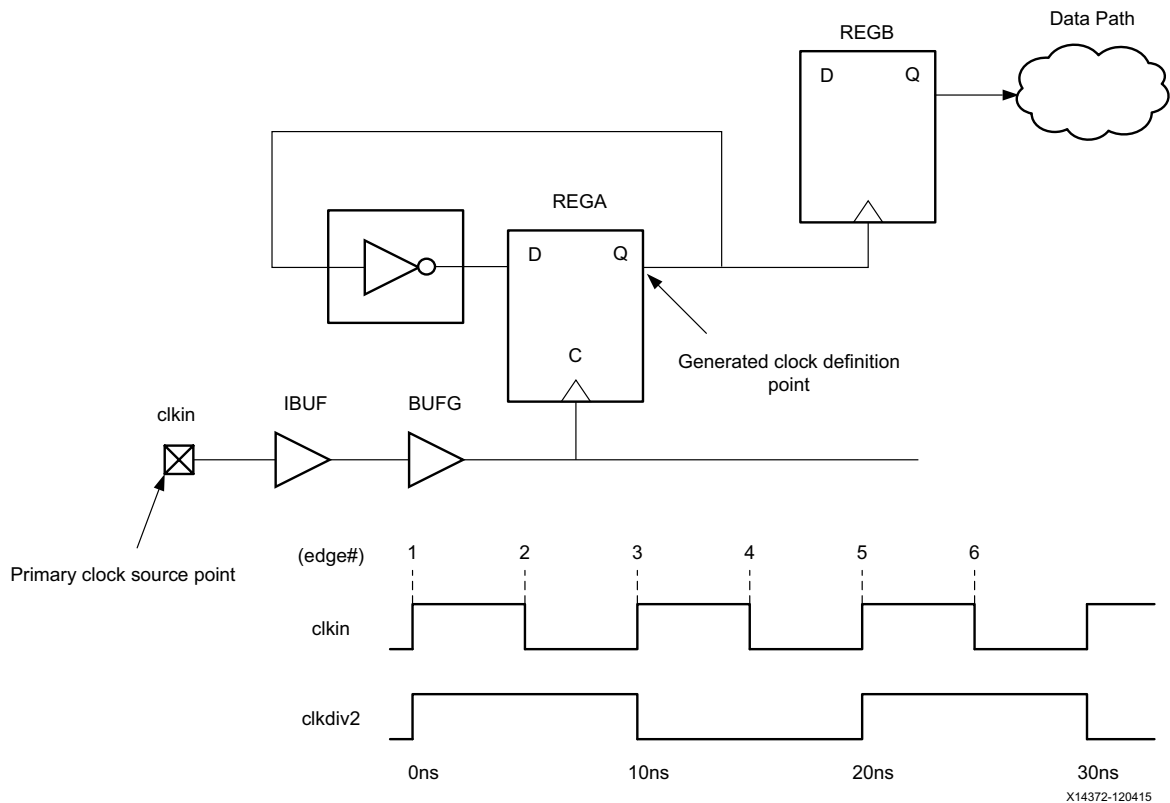 Data Path
REGB
D
Q
REGA
D
Q
C
Generated clock definition
point
clkin
IBUF
BUFG
Primary clock source point
(edge#)
1
2
3
4
5
6
clkin
clkdiv2
0ns
10ns
20ns
30ns
X14372-120415